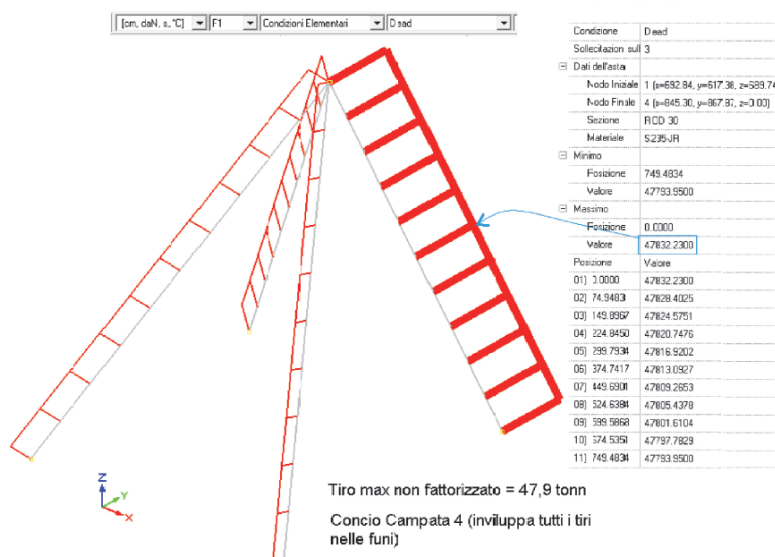 [cm, daN, s, °C] F1 Condizioni Elementari Dead
Condizione Dead
Sollecitazioni sull 3
Dati dell'asta
Nodo Iniziale 1 (x=692.84, y=617.38, z=689.74
Nodo Finale 4 (x=845.30, y=867.87, z=0.00)
Sezione ROD 30
Materiale S235-JR
Minimo
Posizione 749.4834
Valore 47793.9500
Massimo
Posizione 0.0000
Valore 47832.2300
Posizione Valore
01) 0.0000 47832.2300
02) 74.9483 47828.4025
03) 149.8967 47824.5751
04) 224.8450 47820.7476
05) 299.7934 47816.9202
06) 374.7417 47813.0927
07) 449.6901 47809.2653
08) 524.6384 47805.4378
09) 599.5868 47801.6104
10) 674.5351 47797.7829
11) 749.4834 47793.9500
Z
Y
X
Tiro max non fattorizzato = 47,9 tonn
Concio Campata 4 (inviluppa tutti i tiri
nelle funi)